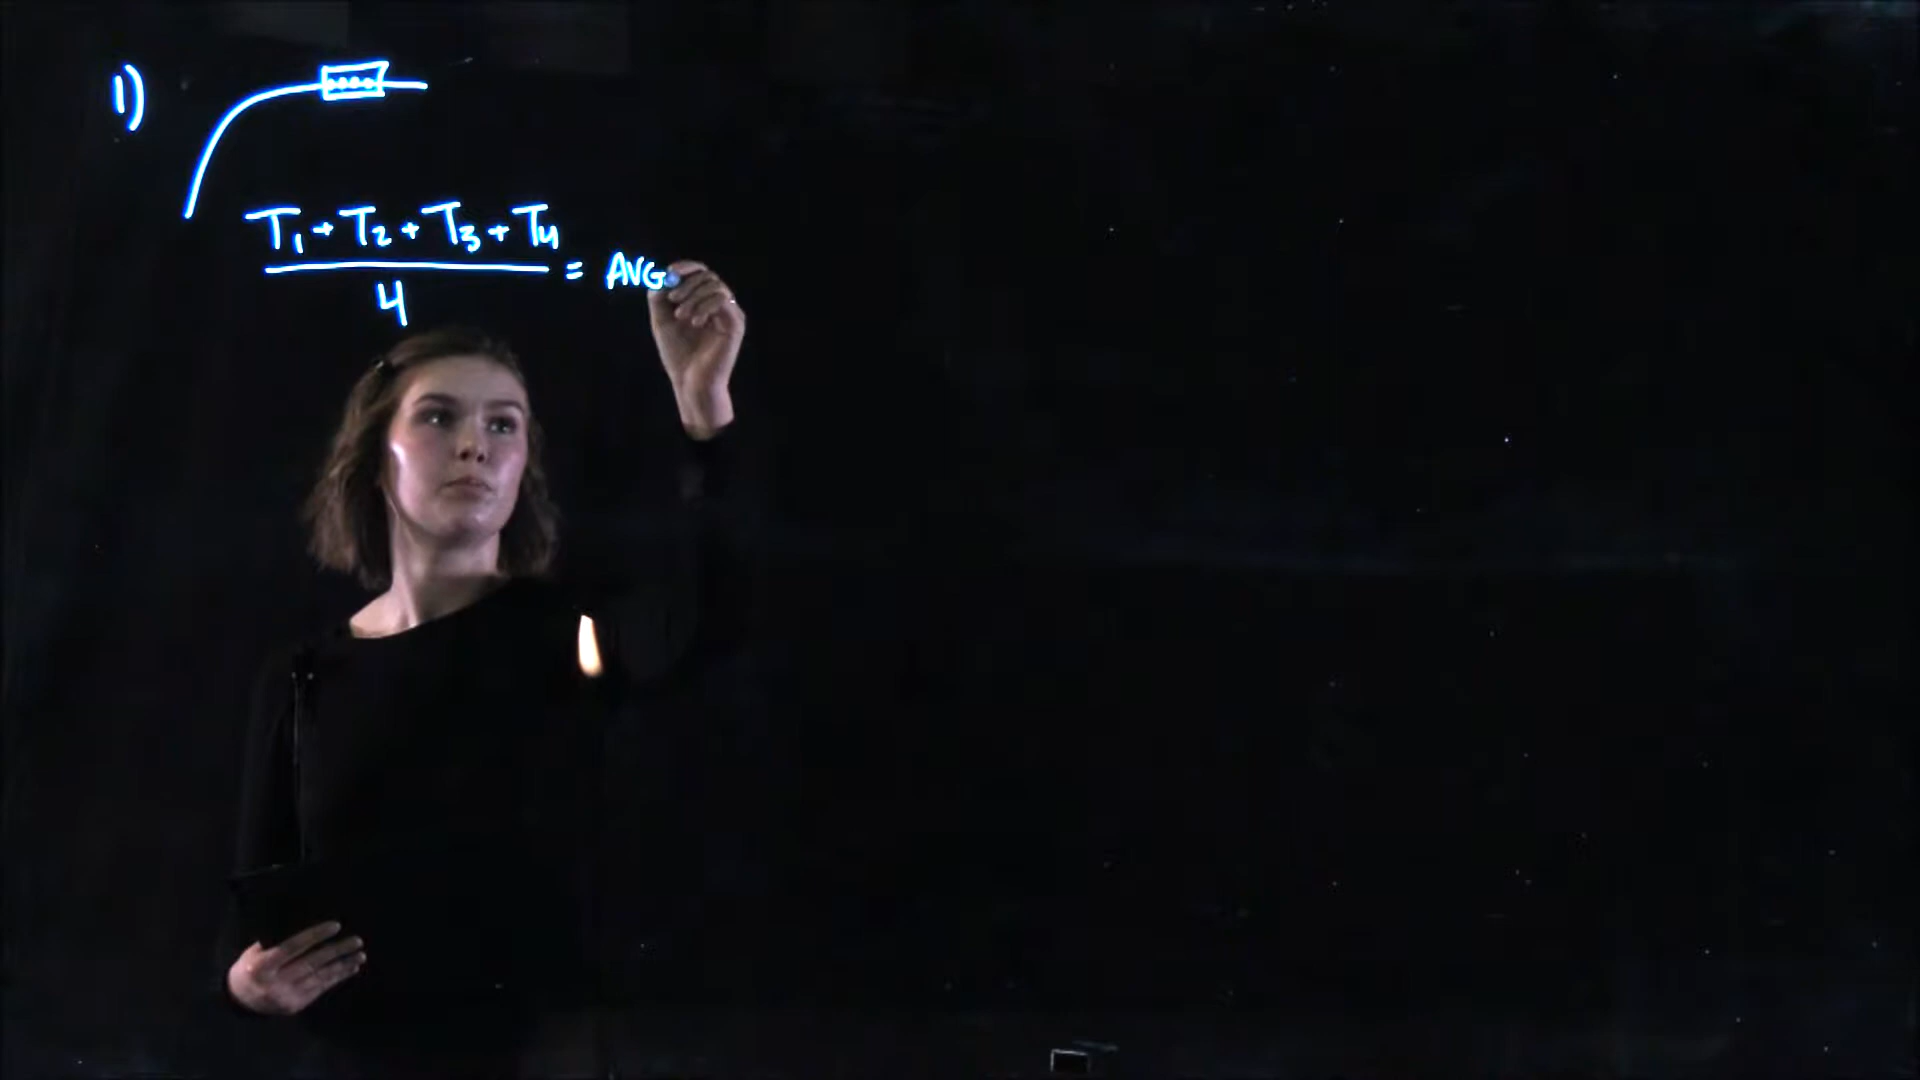 1)
T₁ + T₂ + T₃ + T₄
4
= AVG